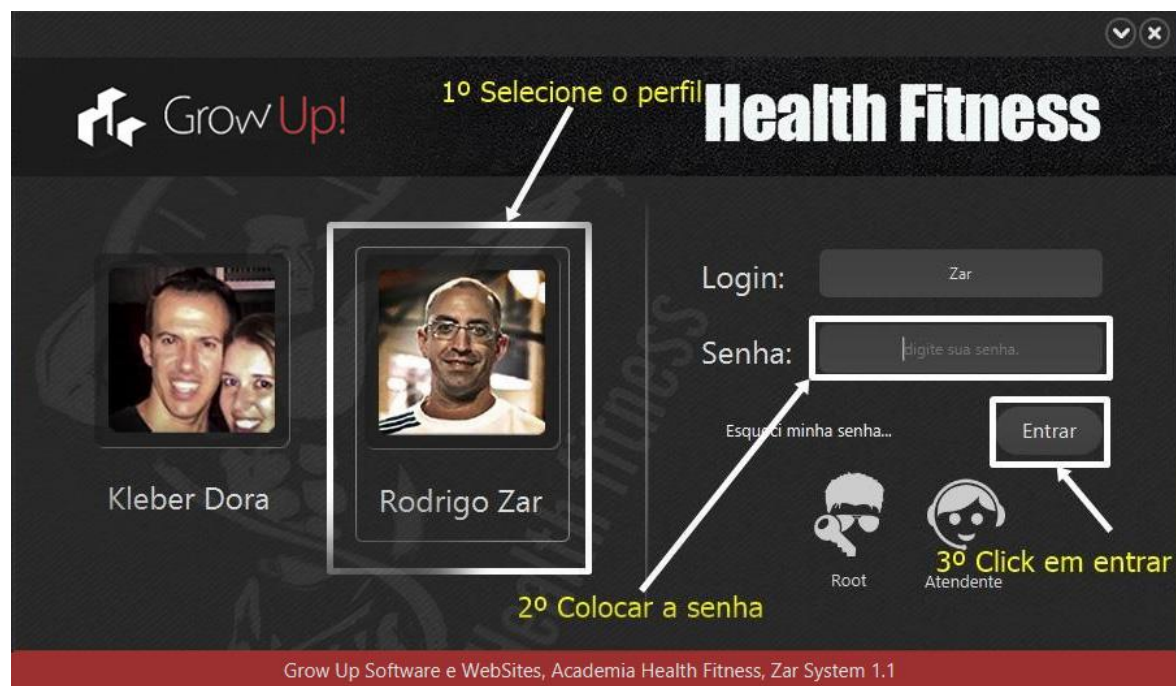 1º Selecione o perfil
Grow Up!
Health Fitness
Login:
Zar
Senha:
digite sua senha.
Esqueci minha senha...
Entrar
Kleber Dora
Rodrigo Zar
Root
Atendente
3º Click em entrar
2º Colocar a senha
Health fitness
Grow Up Software e WebSites, Academia Health Fitness, Zar System 1.1